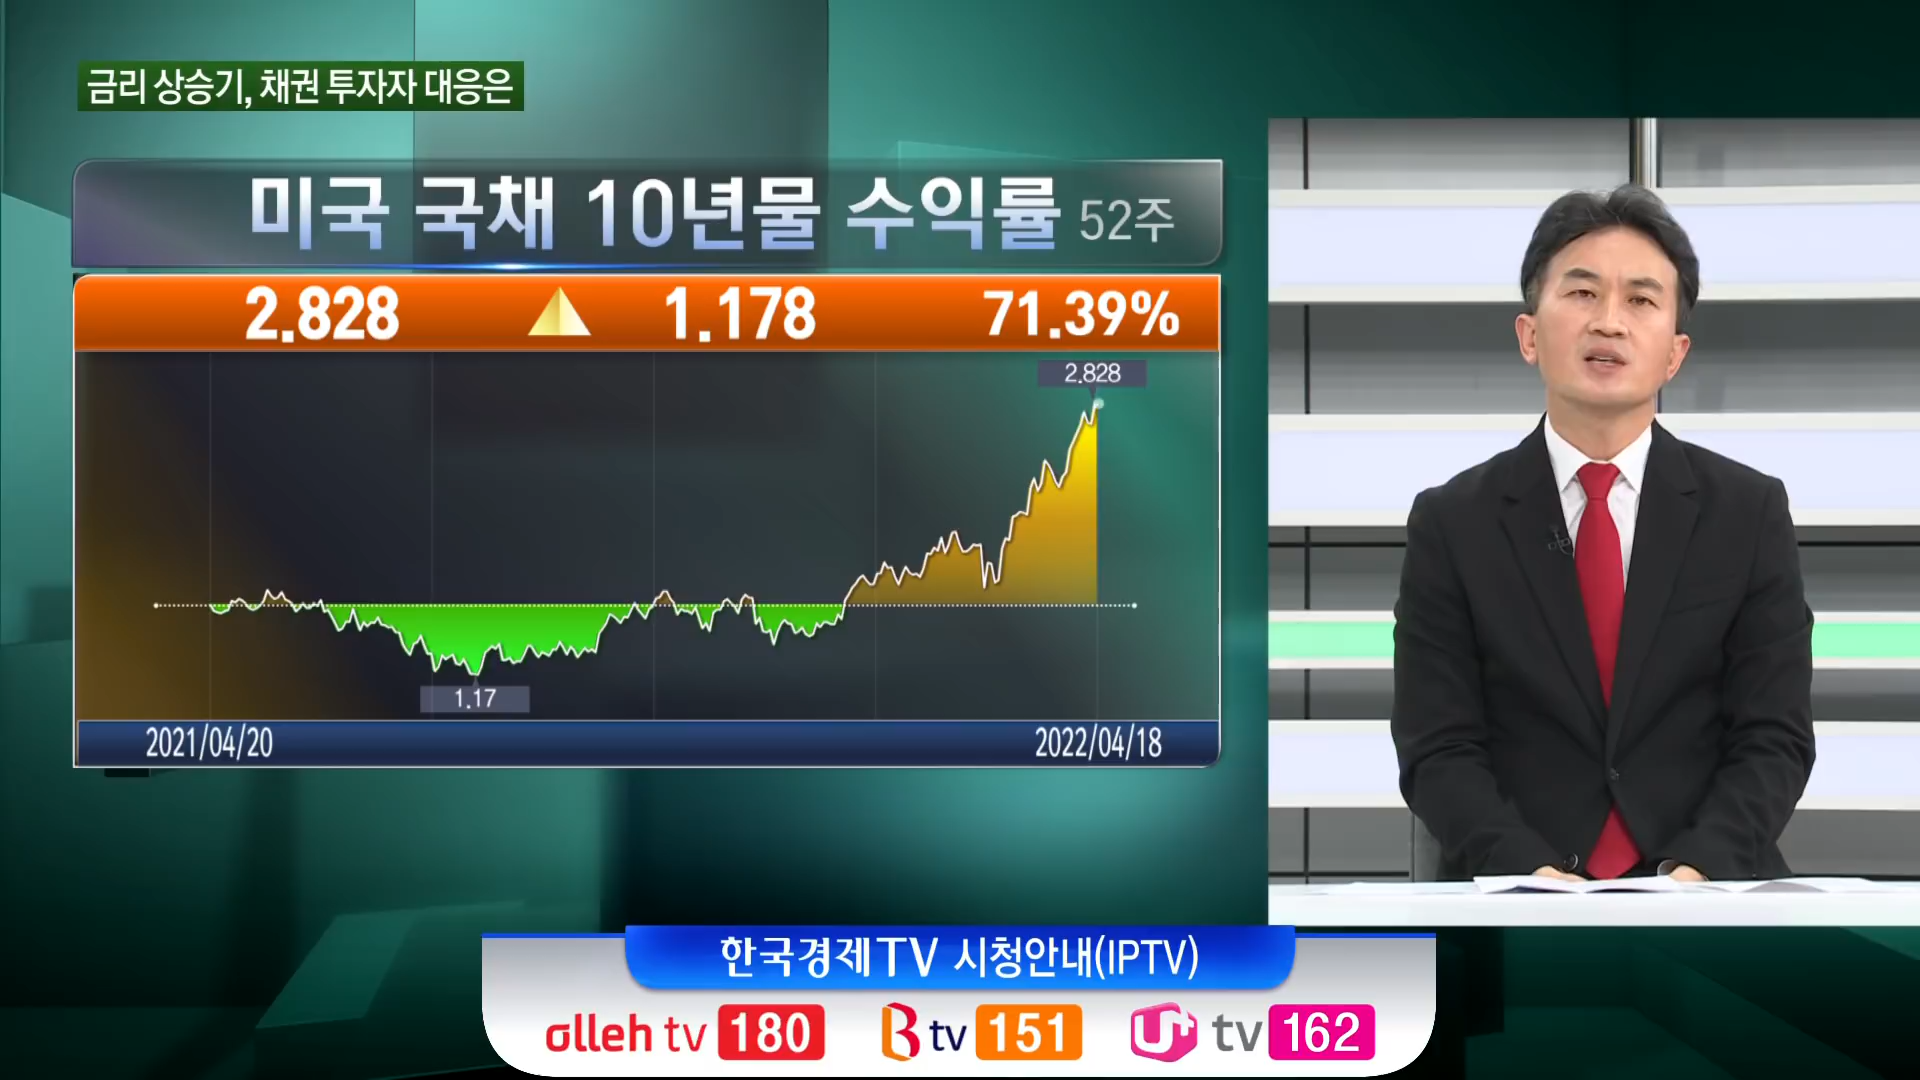 금리 상승기, 채권 투자자 대응은
미국 국채 10년물 수익률 52주
2.828 ▲ 1.178 71.39%
2.828
1.17
2021/04/20 2022/04/18
한국경제TV 시청안내(IPTV)
olleh tv 180 B tv 151 U+ tv 162